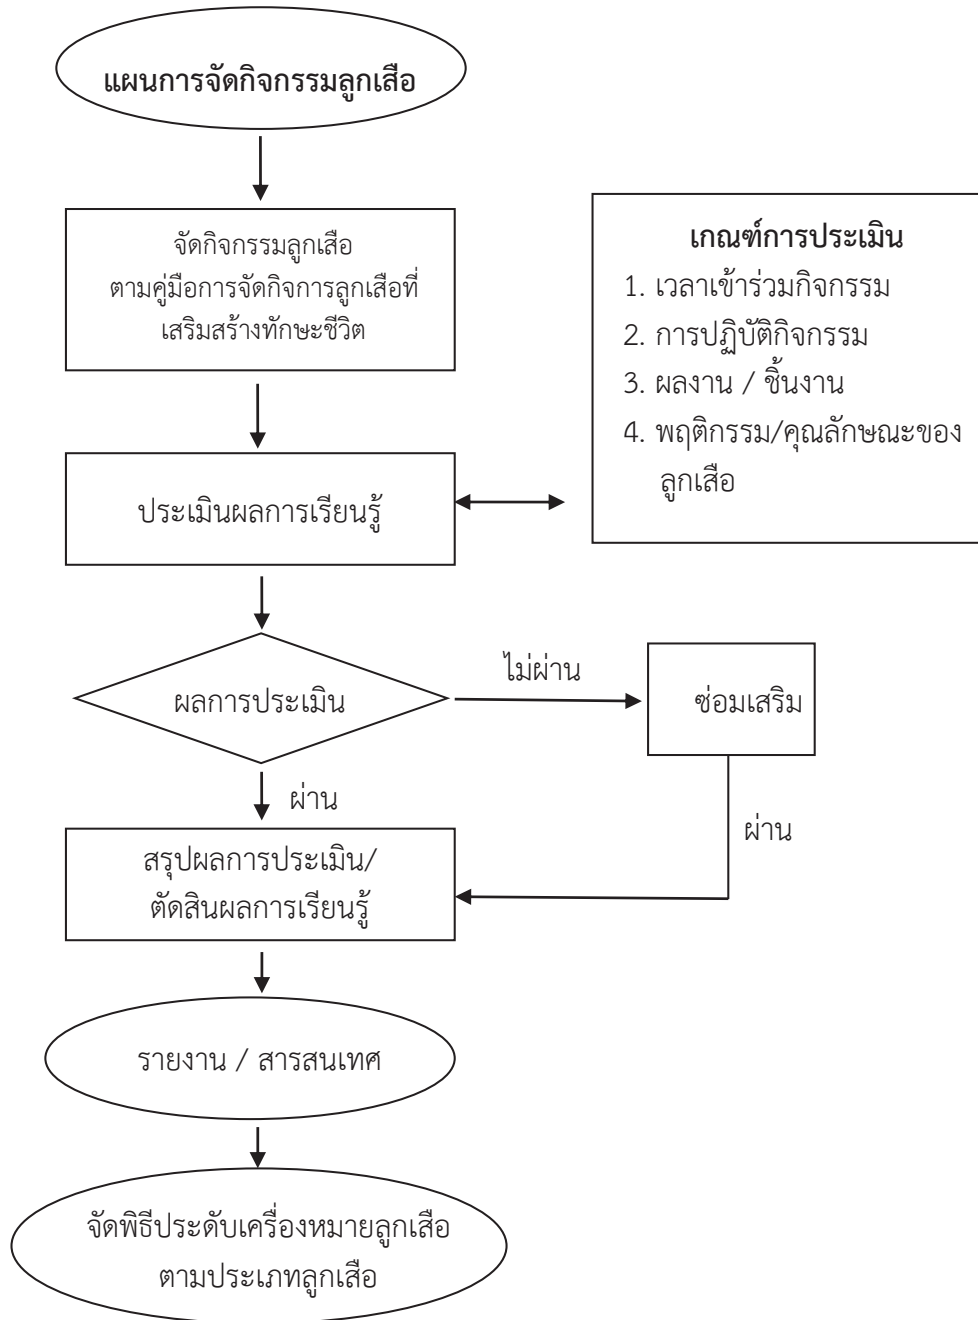 แผนการจัดกิจกรรมลูกเสือ
จัดกิจกรรมลูกเสือ
ตามคู่มือการจัดกิจการลูกเสือที่
เสริมสร้างทักษะชีวิต
เกณฑ์การประเมิน
1. เวลาเข้าร่วมกิจกรรม
2. การปฏิบัติกิจกรรม
3. ผลงาน / ชิ้นงาน
4. พฤติกรรม/คุณลักษณะของ
ลูกเสือ
ประเมินผลการเรียนรู้
ผลการประเมิน
ไม่ผ่าน
ซ่อมเสริม
ผ่าน
ผ่าน
สรุปผลการประเมิน/
ตัดสินผลการเรียนรู้
รายงาน / สารสนเทศ
จัดพิธีประดับเครื่องหมายลูกเสือ
ตามประเภทลูกเสือ